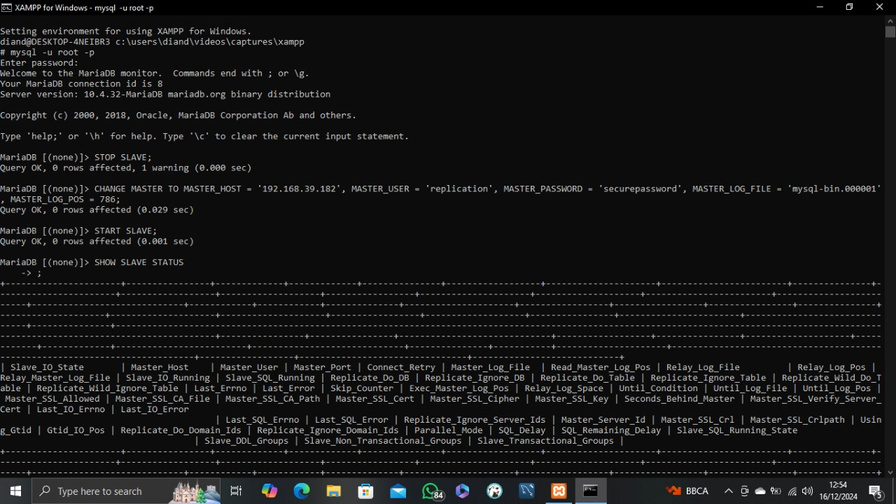 XAMPP for Windows - mysql -u root -p
Setting environment for using XAMPP for Windows.
diand@DESKTOP-4NEIBR3 c:\users\diand\videos\captures\xampp
# mysql -u root -p
Enter password:
Welcome to the MariaDB monitor.  Commands end with ; or \g.
Your MariaDB connection id is 8
Server version: 10.4.32-MariaDB mariadb.org binary distribution
Copyright (c) 2000, 2018, Oracle, MariaDB Corporation Ab and others.
Type 'help;' or '\h' for help. Type '\c' to clear the current input statement.
MariaDB [(none)]> STOP SLAVE;
Query OK, 0 rows affected, 1 warning (0.000 sec)
MariaDB [(none)]> CHANGE MASTER TO MASTER_HOST = '192.168.39.182', MASTER_USER = 'replication', MASTER_PASSWORD = 'securepassword', MASTER_LOG_FILE = 'mysql-bin.000001'
, MASTER_LOG_POS = 786;
Query OK, 0 rows affected (0.029 sec)
MariaDB [(none)]> START SLAVE;
Query OK, 0 rows affected (0.001 sec)
MariaDB [(none)]> SHOW SLAVE STATUS
-> ;
| Slave_IO_State | Master_Host | Master_User | Master_Port | Connect_Retry | Master_Log_File | Read_Master_Log_Pos | Relay_Log_File | Relay_Log_Pos |
Relay_Master_Log_File | Slave_IO_Running | Slave_SQL_Running | Replicate_Do_DB | Replicate_Ignore_DB | Replicate_Do_Table | Replicate_Ignore_Table | Replicate_Wild_Do_T
able | Replicate_Wild_Ignore_Table | Last_Errno | Last_Error | Skip_Counter | Exec_Master_Log_Pos | Relay_Log_Space | Until_Condition | Until_Log_File | Until_Log_Pos |
Master_SSL_Allowed | Master_SSL_CA_File | Master_SSL_CA_Path | Master_SSL_Cert | Master_SSL_Cipher | Master_SSL_Key | Seconds_Behind_Master | Master_SSL_Verify_Server_
Cert | Last_IO_Errno | Last_IO_Error
| Last_SQL_Errno | Last_SQL_Error | Replicate_Ignore_Server_Ids | Master_Server_Id | Master_SSL_Crl | Master_SSL_Crlpath | Usin
g_Gtid | Gtid_IO_Pos | Replicate_Do_Domain_Ids | Replicate_Ignore_Domain_Ids | Parallel_Mode | SQL_Delay | SQL_Remaining_Delay | Slave_SQL_Running_State
| Slave_DDL_Groups | Slave_Non_Transactional_Groups | Slave_Transactional_Groups |
Type here to search
84
BBCA
12:54
16/12/2024